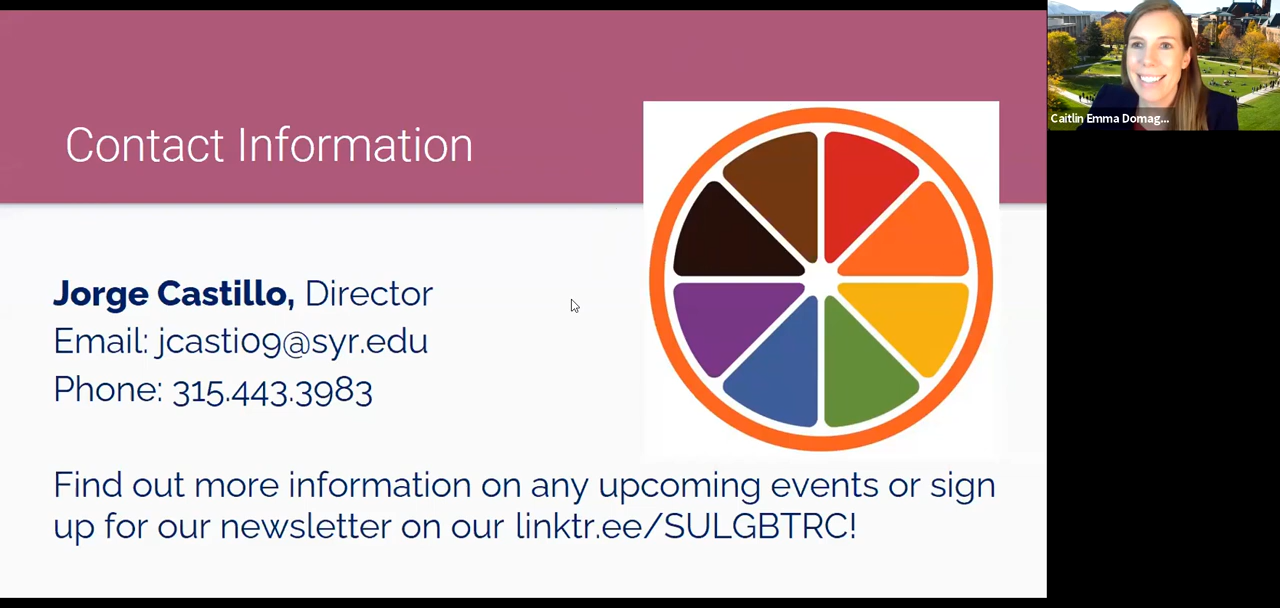 Contact Information
Caitlin Emma Domag...
Jorge Castillo, Director
Email: jcasti09@syr.edu
Phone: 315.443.3983
Find out more information on any upcoming events or sign
up for our newsletter on our linktr.ee/SULGBTRC!